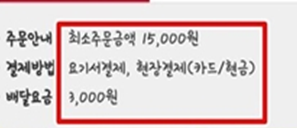 주문안내 최소주문금액 15,000원
결제방법 요기서결제, 현장결제(카드/현금)
배달요금 3,000원